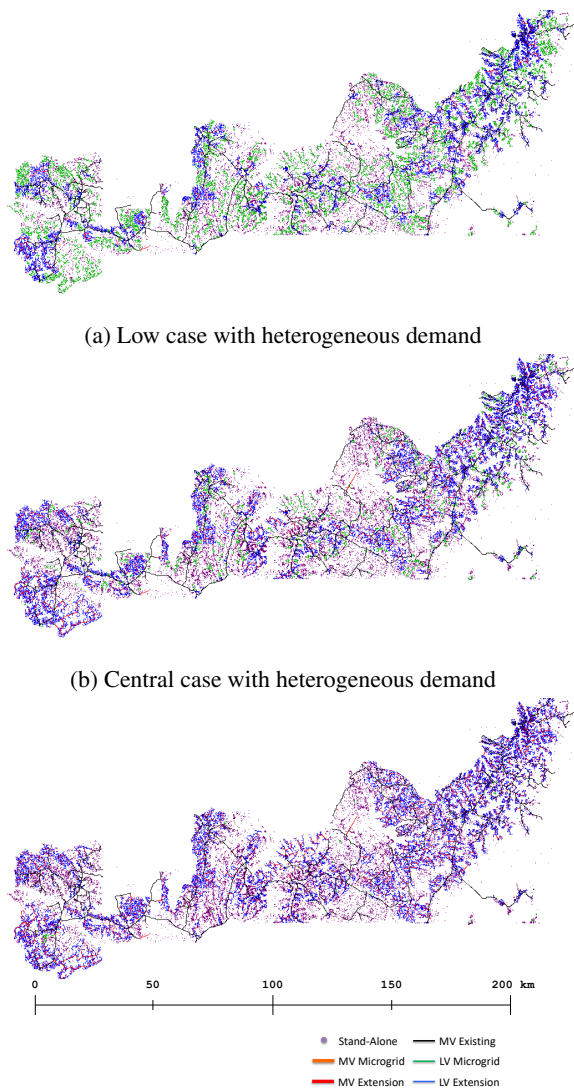 (a) Low case with heterogeneous demand
(b) Central case with heterogeneous demand
0 50 100 150 200 km
Stand-Alone MV Existing
MV Microgrid LV Microgrid
MV Extension LV Extension